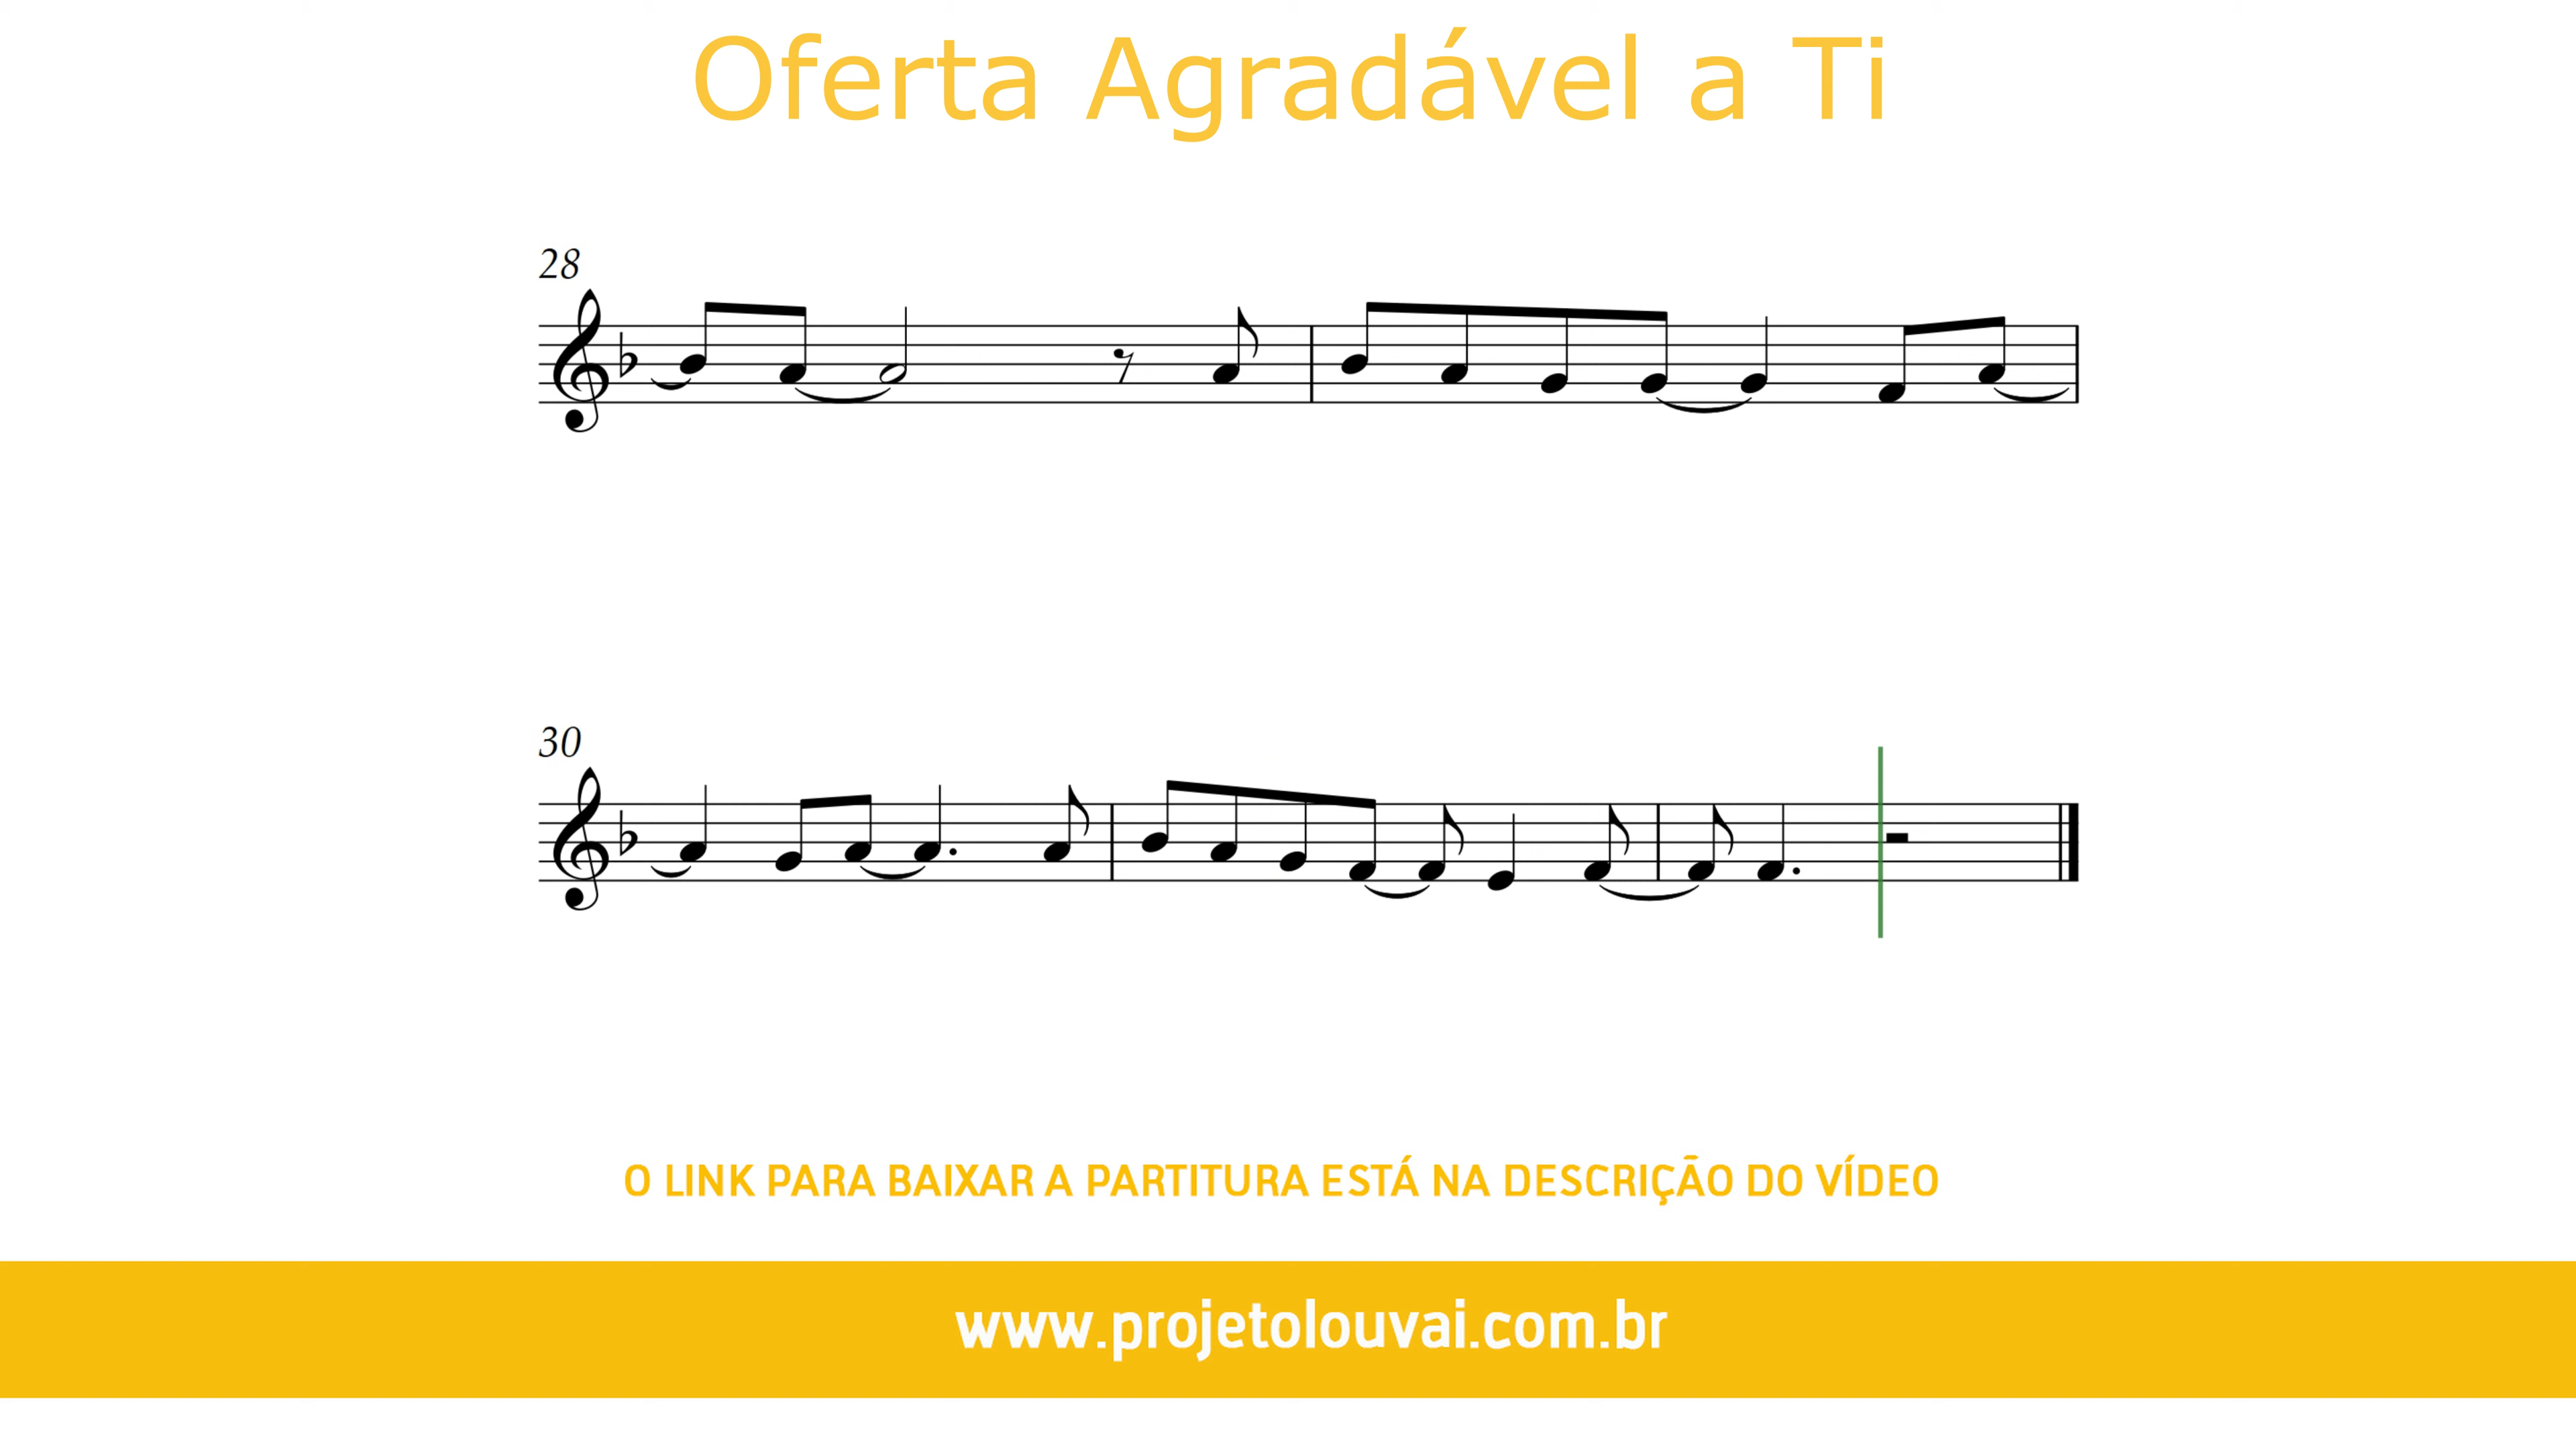 Oferta Agradável a Ti
28
30
O LINK PARA BAIXAR A PARTITURA ESTÁ NA DESCRIÇÃO DO VÍDEO
www.projetolouvai.com.br